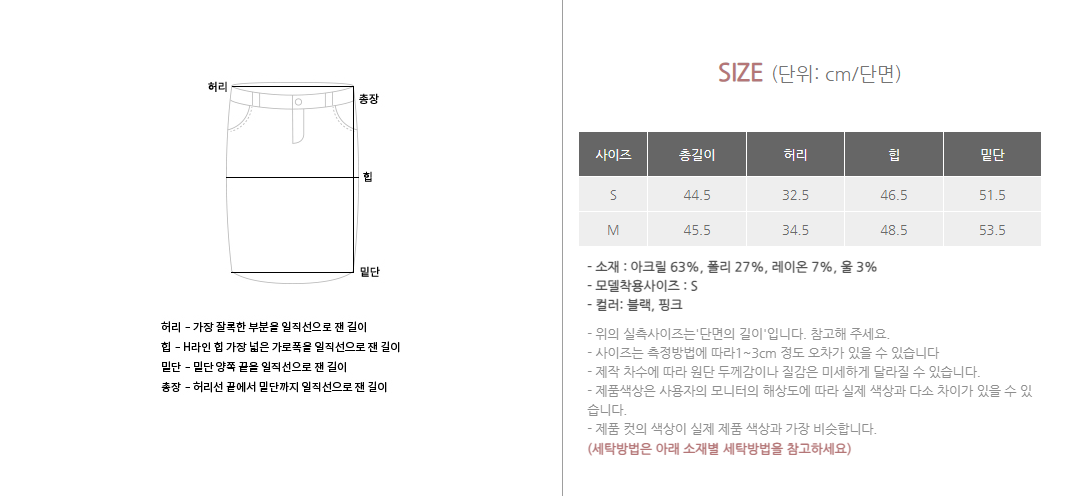 허리
총장
힙
밑단
허리 - 가장 잘록한 부분을 일직선으로 잰 길이
힙 - H라인 힙 가장 넓은 가로폭을 일직선으로 잰 길이
밑단 - 밑단 양쪽 끝을 일직선으로 잰 길이
총장 - 허리선 끝에서 밑단까지 일직선으로 잰 길이
SIZE (단위: cm/단면)
사이즈 총길이 허리 힙 밑단
S 44.5 32.5 46.5 51.5
M 45.5 34.5 48.5 53.5
- 소재 : 아크릴 63%, 폴리 27%, 레이온 7%, 울 3%
- 모델착용사이즈 : S
- 컬러: 블랙, 핑크
- 위의 실측사이즈는'단면의 길이'입니다. 참고해 주세요.
- 사이즈는 측정방법에 따라1~3cm 정도 오차가 있을 수 있습니다
- 제작 차수에 따라 원단 두께감이나 질감은 미세하게 달라질 수 있습니다.
- 제품색상은 사용자의 모니터의 해상도에 따라 실제 색상과 다소 차이가 있을 수 있
습니다.
- 제품 컷의 색상이 실제 제품 색상과 가장 비슷합니다.
(세탁방법은 아래 소재별 세탁방법을 참고하세요)